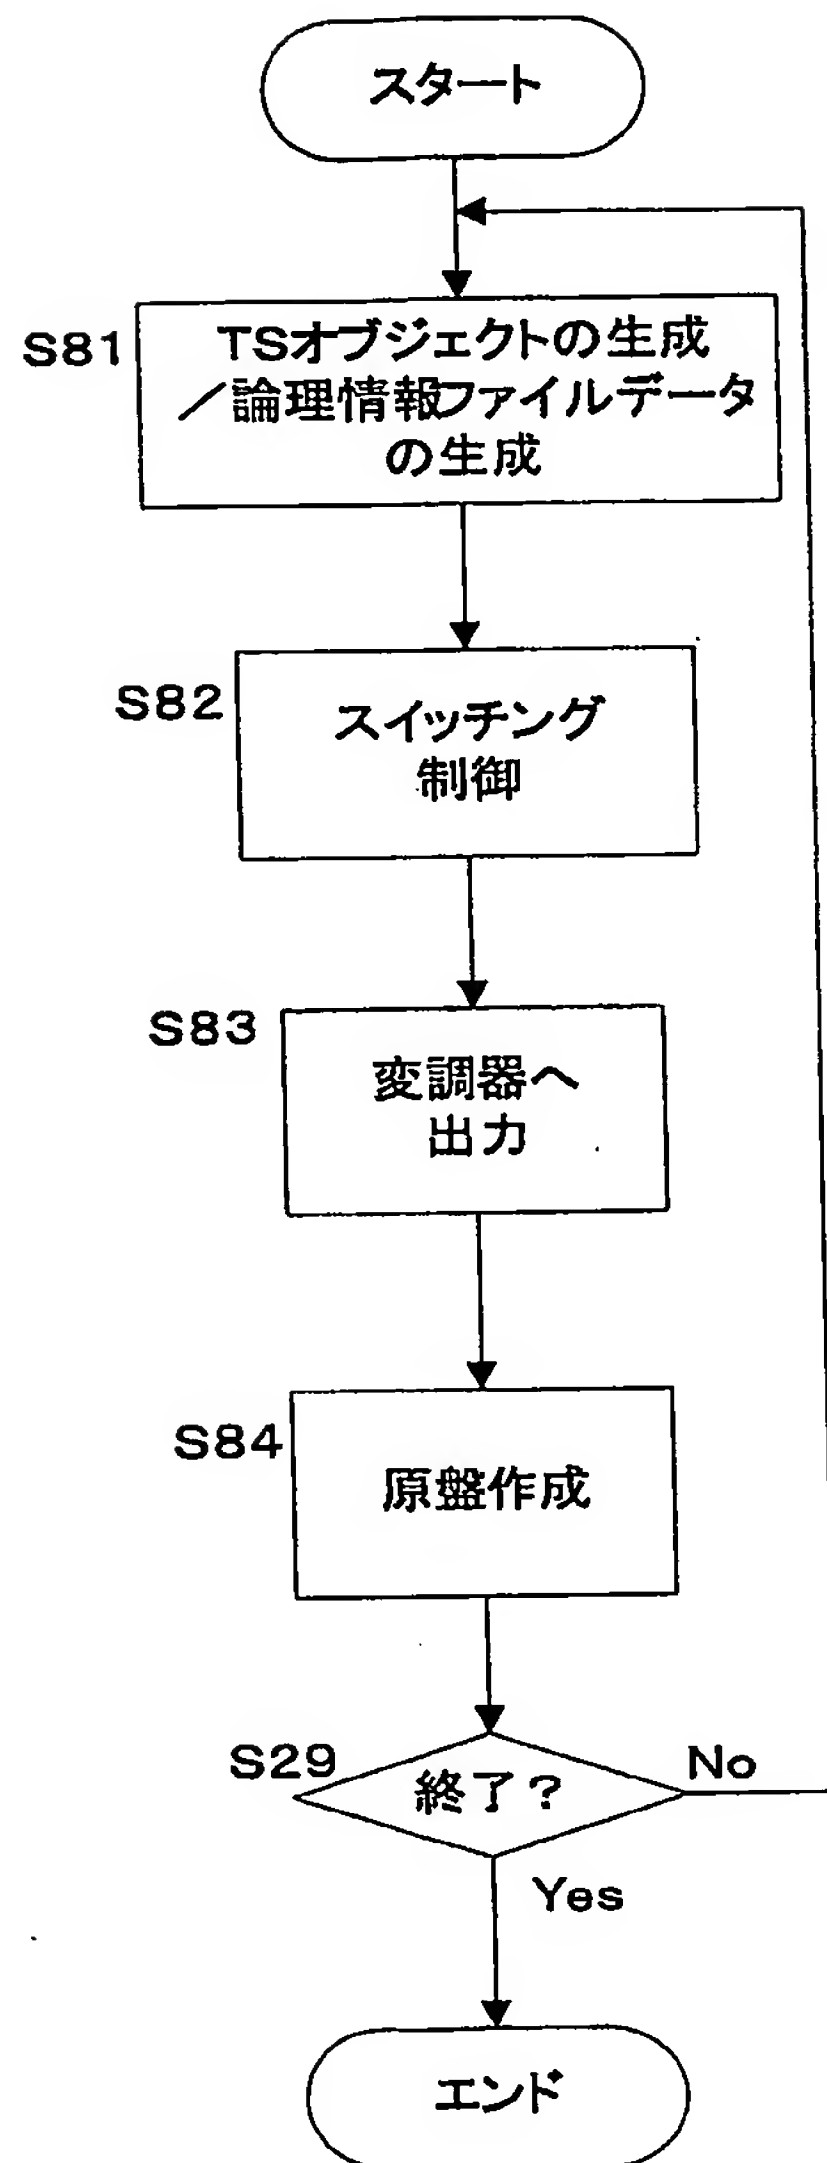 スタート
S81
TSオブジェクトの生成
／論理情報ファイルデータ
の生成
S82
スイッチング
制御
S83
変調器へ
出力
S84
原盤作成
S29
終了？
No
Yes
エンド